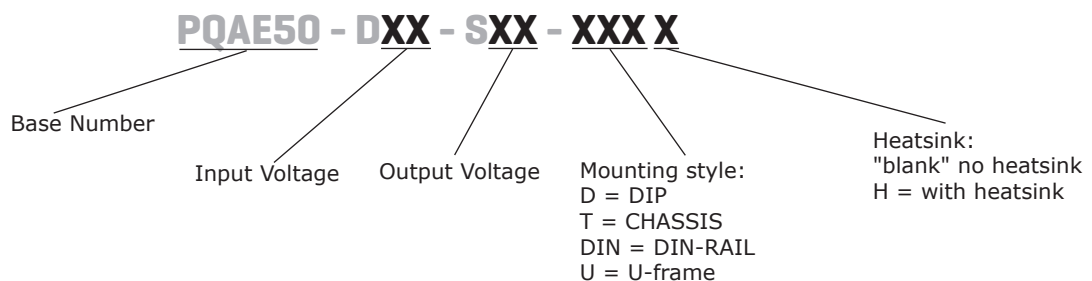 PQAE50 - DXX - SXX - XXX X
Base Number
Input Voltage
Output Voltage
Mounting style:
D = DIP
T = CHASSIS
DIN = DIN-RAIL
U = U-frame
Heatsink:
"blank" no heatsink
H = with heatsink